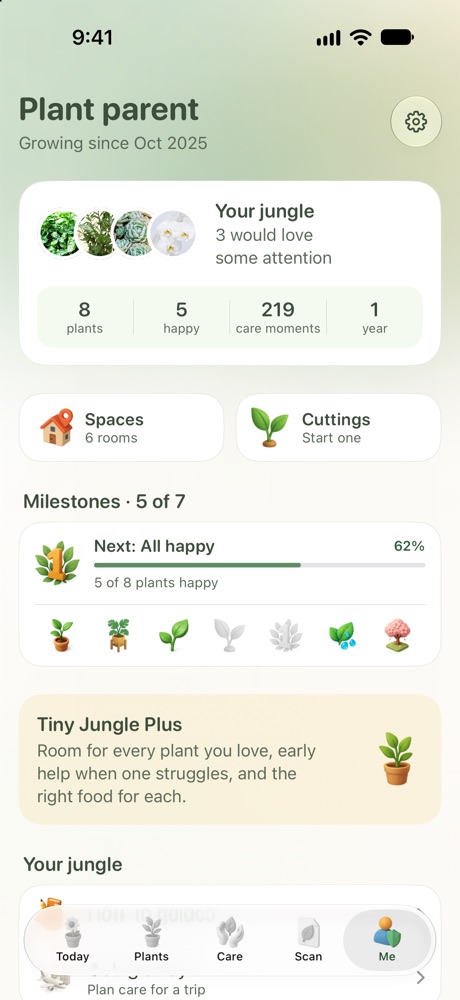 9:41
Plant parent
Growing since Oct 2025
Your jungle
3 would love
some attention
8
plants
5
happy
219
care moments
1
year
Spaces
6 rooms
Cuttings
Start one
Milestones · 5 of 7
1
Next: All happy
62%
5 of 8 plants happy
Tiny Jungle Plus
Room for every plant you love, early
help when one struggles, and the
right food for each.
Your jungle
Today
Plants
Care
Scan
Me
Plan care for a trip